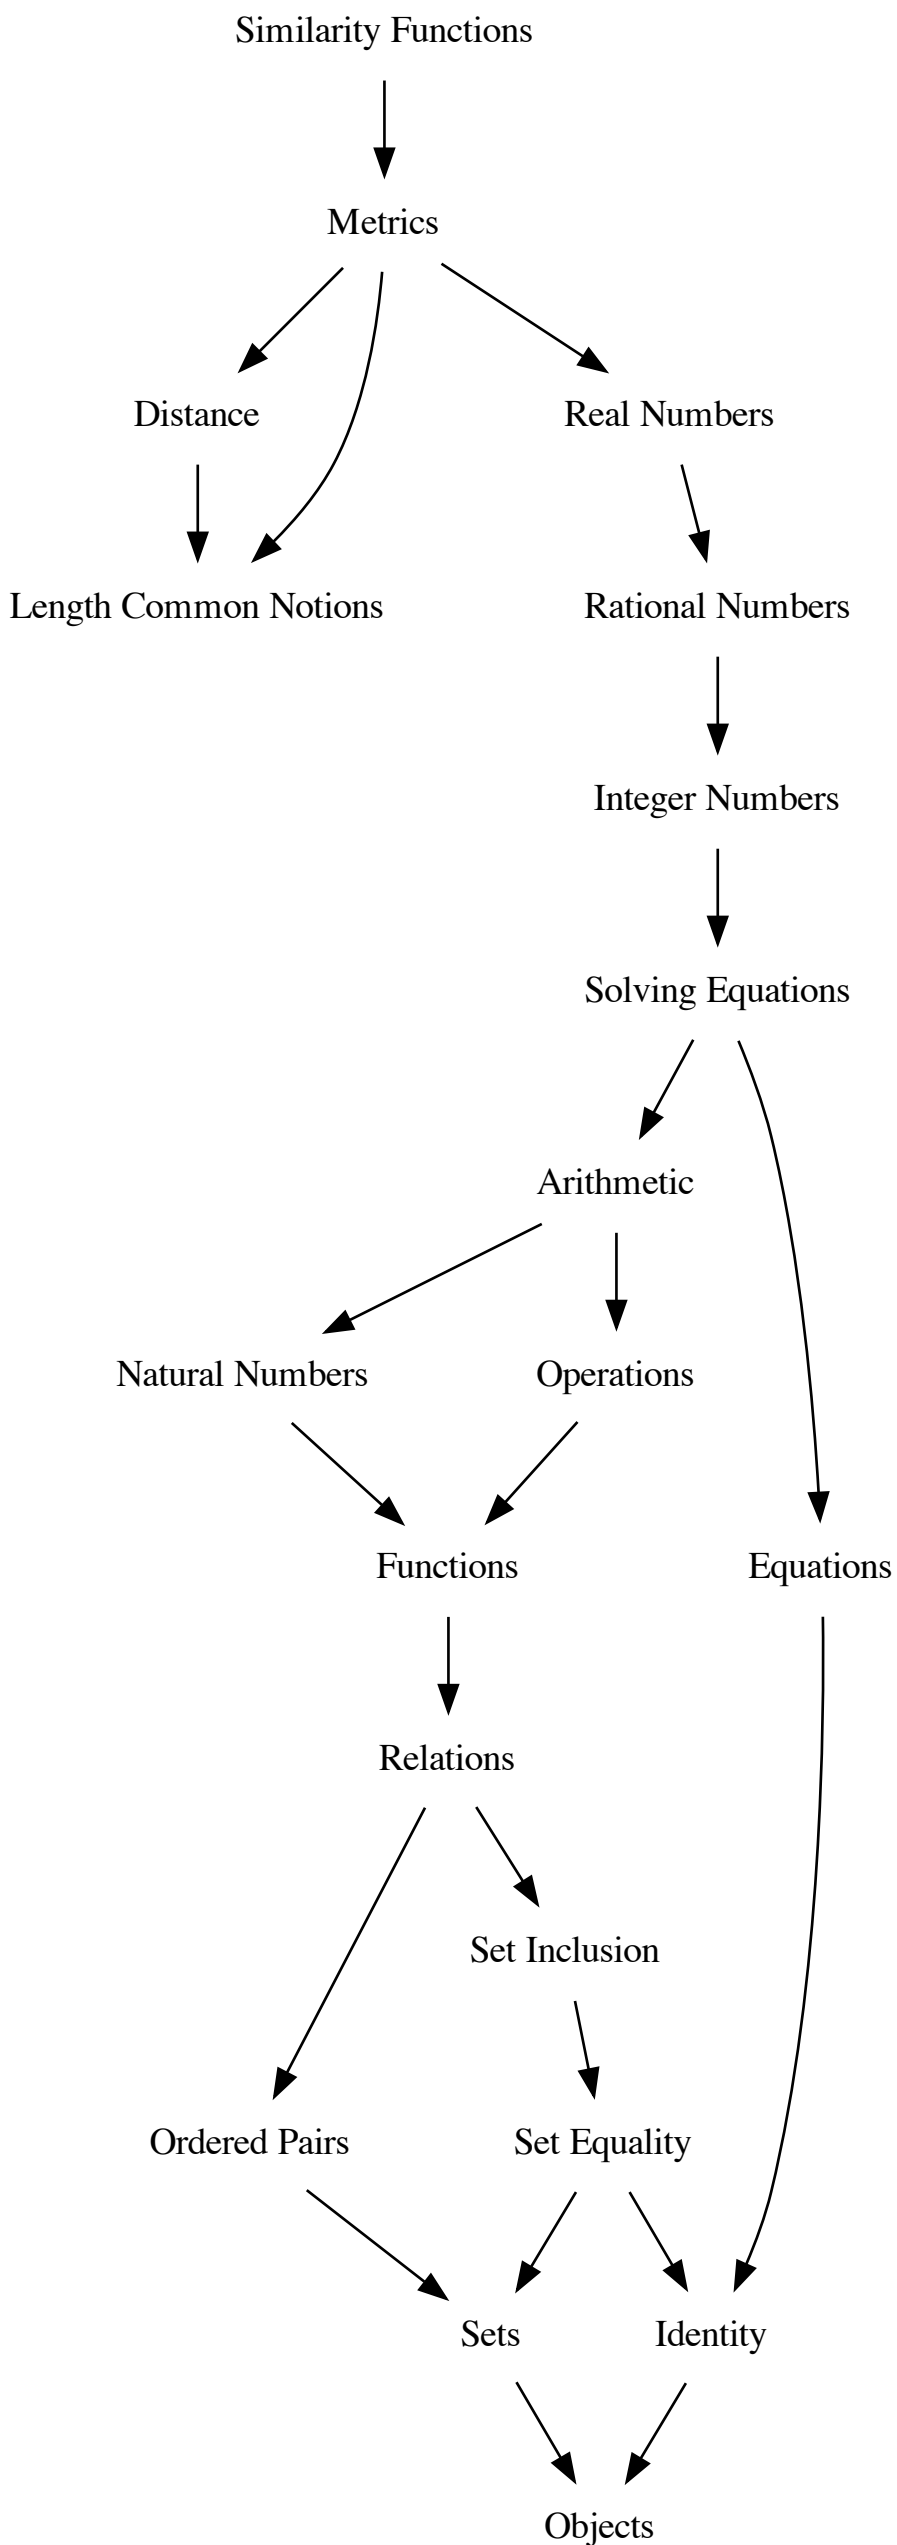 Similarity Functions
Metrics
Distance
Real Numbers
Length Common Notions
Rational Numbers
Integer Numbers
Solving Equations
Arithmetic
Natural Numbers
Operations
Functions
Equations
Relations
Set Inclusion
Ordered Pairs
Set Equality
Sets
Identity
Objects